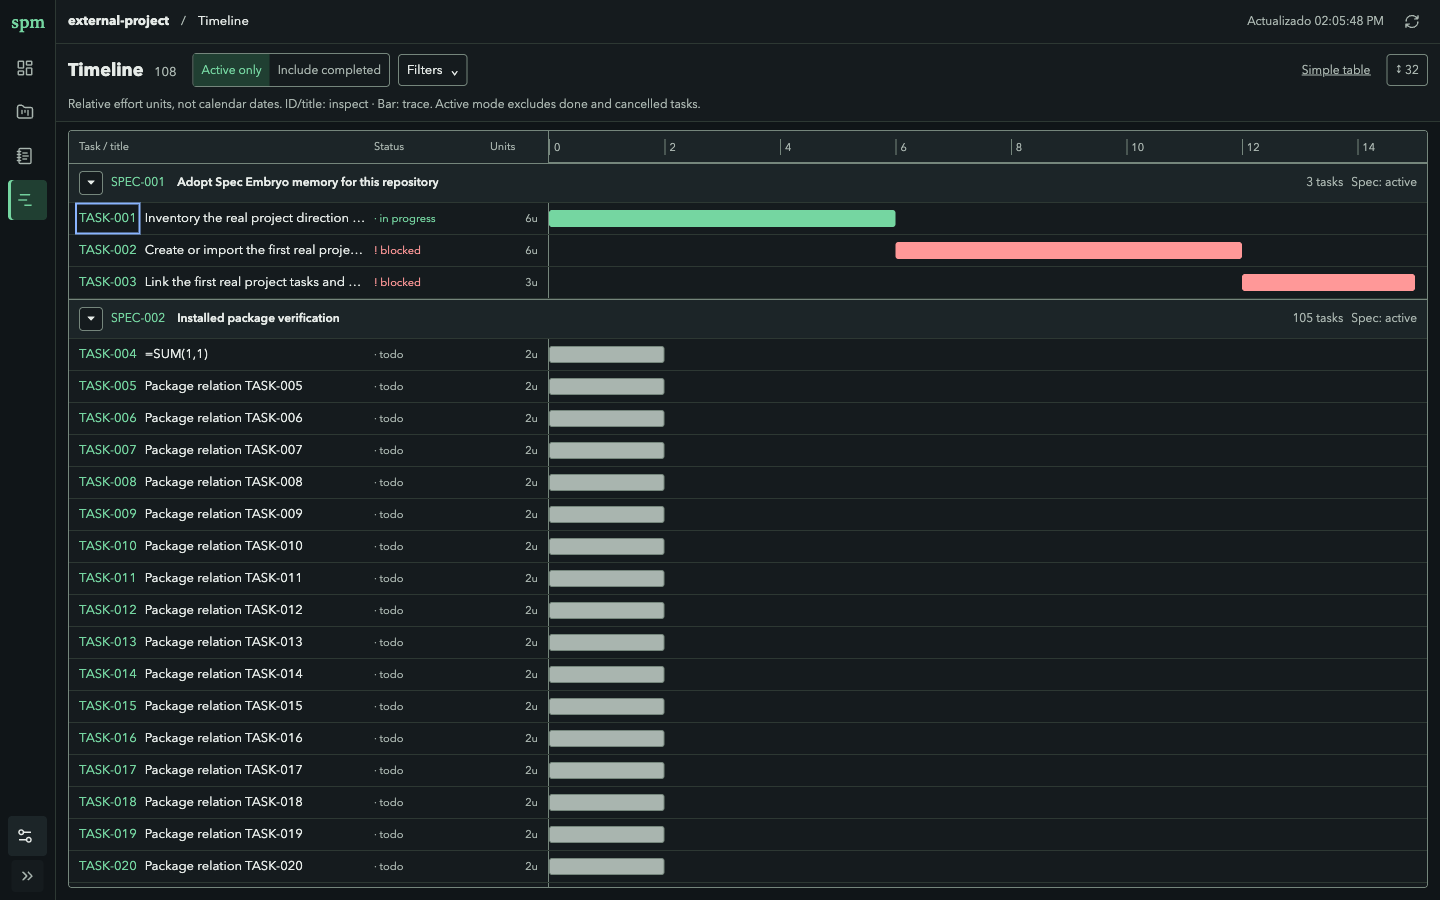 spm
external-project / Timeline
Actualizado 02:05:48 PM
Timeline 108 Active only Include completed Filters
Simple table ↕ 32
Relative effort units, not calendar dates. ID/title: inspect · Bar: trace. Active mode excludes done and cancelled tasks.
Task / title Status Units 0 2 4 6 8 10 12 14
SPEC-001 Adopt Spec Embryo memory for this repository 3 tasks Spec: active
TASK-001 Inventory the real project direction … · in progress 6u
TASK-002 Create or import the first real proje… ! blocked 6u
TASK-003 Link the first real project tasks and … ! blocked 3u
SPEC-002 Installed package verification 105 tasks Spec: active
TASK-004 =SUM(1,1) · todo 2u
TASK-005 Package relation TASK-005 · todo 2u
TASK-006 Package relation TASK-006 · todo 2u
TASK-007 Package relation TASK-007 · todo 2u
TASK-008 Package relation TASK-008 · todo 2u
TASK-009 Package relation TASK-009 · todo 2u
TASK-010 Package relation TASK-010 · todo 2u
TASK-011 Package relation TASK-011 · todo 2u
TASK-012 Package relation TASK-012 · todo 2u
TASK-013 Package relation TASK-013 · todo 2u
TASK-014 Package relation TASK-014 · todo 2u
TASK-015 Package relation TASK-015 · todo 2u
TASK-016 Package relation TASK-016 · todo 2u
TASK-017 Package relation TASK-017 · todo 2u
TASK-018 Package relation TASK-018 · todo 2u
TASK-019 Package relation TASK-019 · todo 2u
TASK-020 Package relation TASK-020 · todo 2u